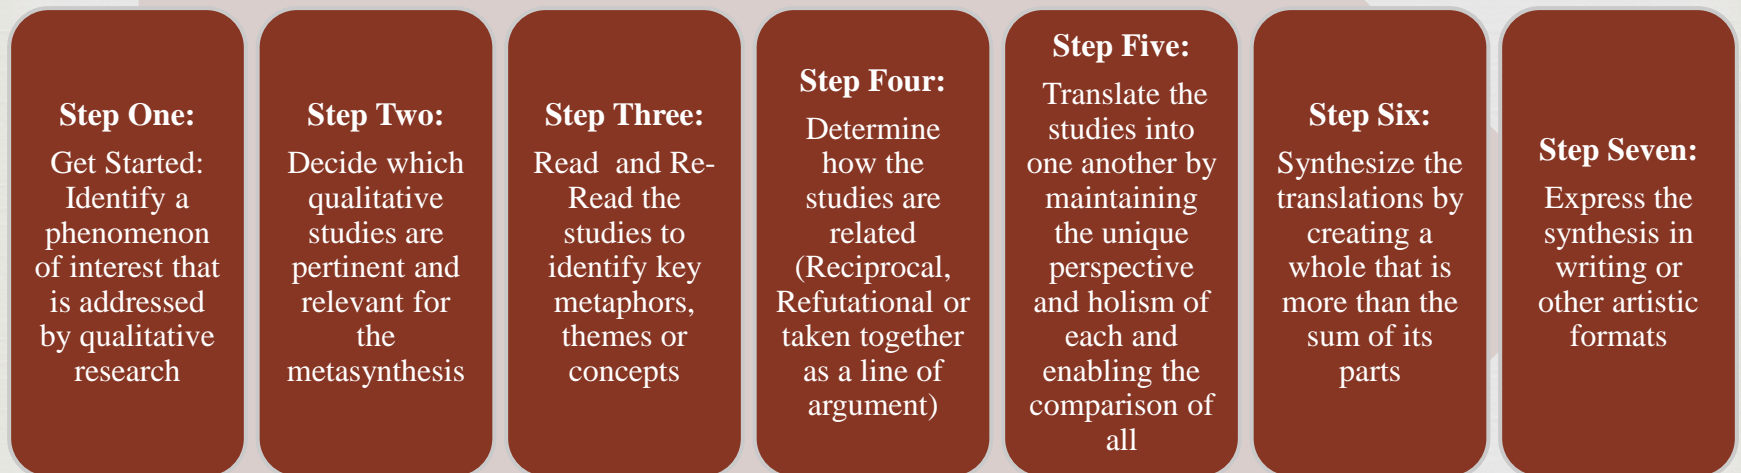 Step One:
Get Started:
Identify a
phenomenon
of interest that
is addressed
by qualitative
research
Step Two:
Decide which
qualitative
studies are
pertinent and
relevant for
the
metasynthesis
Step Three:
Read and Re-
Read the
studies to
identify key
metaphors,
themes or
concepts
Step Four:
Determine
how the
studies are
related
(Reciprocal,
Refutational or
taken together
as a line of
argument)
Step Five:
Translate the
studies into
one another by
maintaining
the unique
perspective
and holism of
each and
enabling the
comparison of
all
Step Six:
Synthesize the
translations by
creating a
whole that is
more than the
sum of its
parts
Step Seven:
Express the
synthesis in
writing or
other artistic
formats